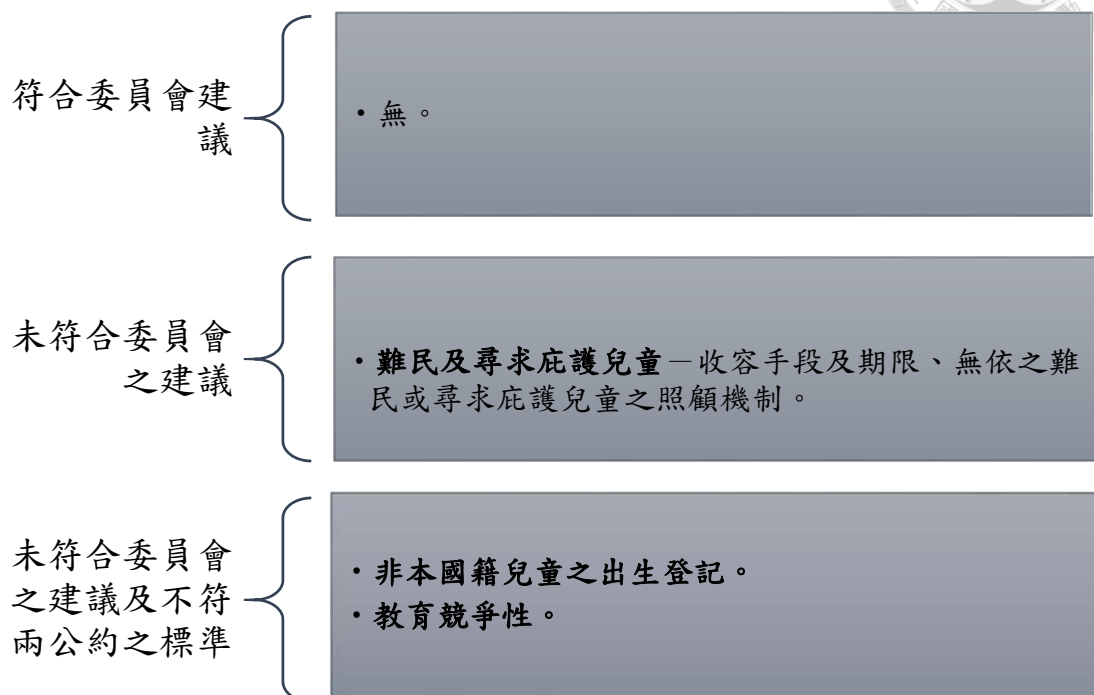 符合委員會建
議
・無。
未符合委員會
之建議
・難民及尋求庇護兒童－收容手段及期限、無依之難
民或尋求庇護兒童之照顧機制。
未符合委員會
之建議及不符
兩公約之標準
・非本國籍兒童之出生登記。
・教育競爭性。